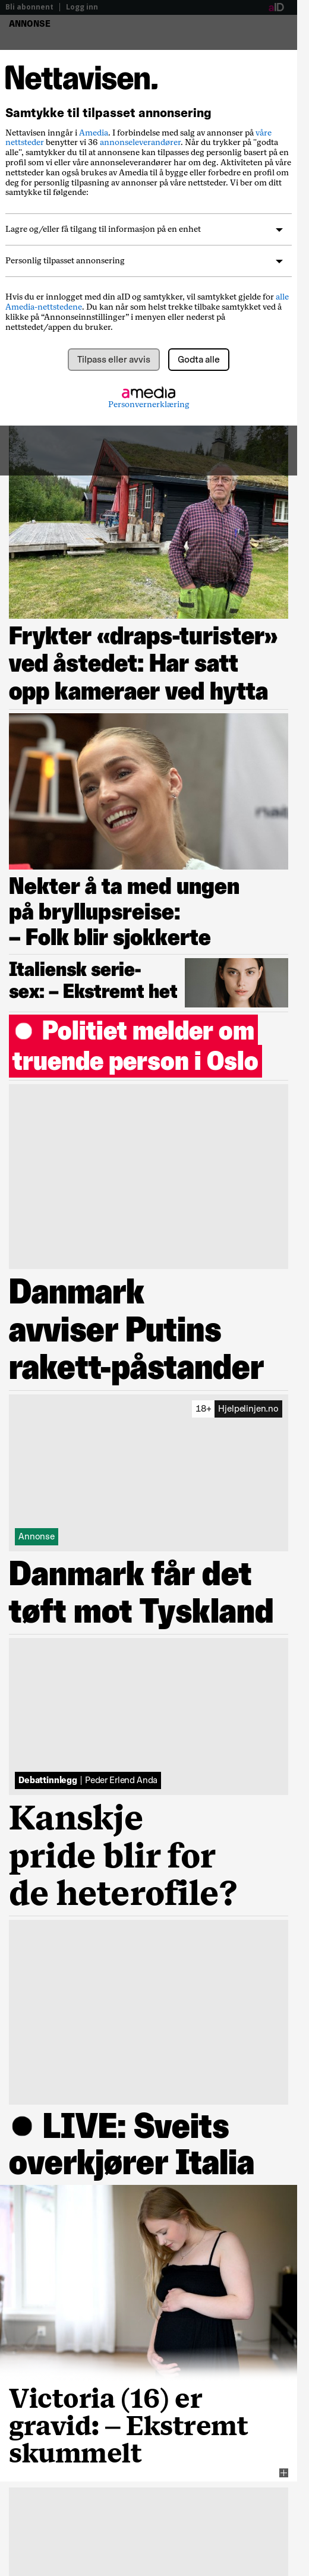 Bli abonnent | Logg inn
aID
ANNONSE
Nettavisen.
Samtykke til tilpasset annonsering
Nettavisen inngår i Amedia. I forbindelse med salg av annonser på våre
nettsteder benytter vi 36 annonseleverandører. Når du trykker på "godta
alle", samtykker du til at annonsene kan tilpasses deg personlig basert på en
profil som vi eller våre annonseleverandører har om deg. Aktiviteten på våre
nettsteder kan også brukes av Amedia til å bygge eller forbedre en profil om
deg for personlig tilpasning av annonser på våre nettsteder. Vi ber om ditt
samtykke til følgende:
Lagre og/eller få tilgang til informasjon på en enhet
Personlig tilpasset annonsering
Hvis du er innlogget med din aID og samtykker, vil samtykket gjelde for alle
Amedia-nettstedene. Du kan når som helst trekke tilbake samtykket ved å
klikke på “Annonseinnstillinger” i menyen eller nederst på
nettstedet/appen du bruker.
Tilpass eller avvis Godta alle
amedia
Personvernerklæring
Frykter «draps-turister»
ved åstedet: Har satt
opp kameraer ved hytta
Nekter å ta med ungen
på bryllupsreise:
– Folk blir sjokkerte
Italiensk serie-
sex: – Ekstremt het
Politiet melder om
truende person i Oslo
Danmark
avviser Putins
rakett-påstander
18+ Hjelpelinjen.no
Annonse
Danmark får det
tøft mot Tyskland
Debattinnlegg | Peder Erlend Anda
Kanskje
pride blir for
de heterofile?
LIVE: Sveits
overkjører Italia
Victoria (16) er
gravid: – Ekstremt
skummelt